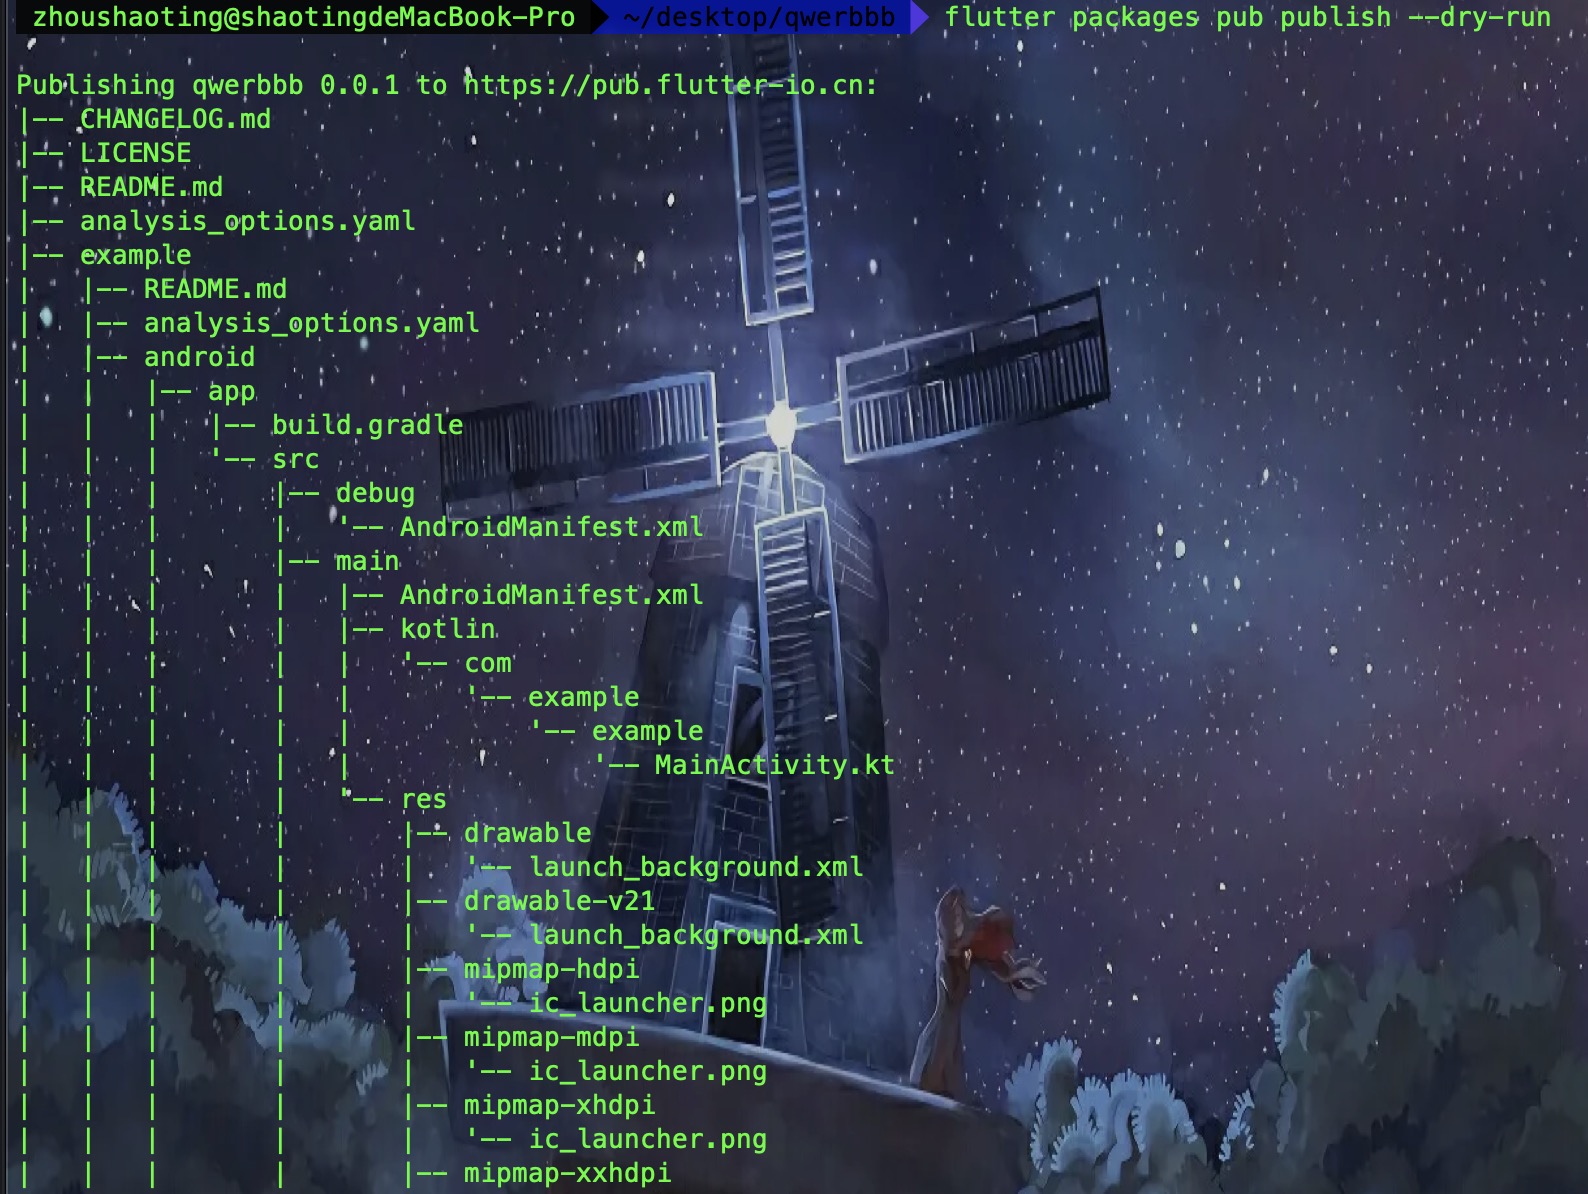 zhoushaoting@shaotingdeMacBook-Pro ~/desktop/qwerbbb flutter packages pub publish --dry-run
Publishing qwerbbb 0.0.1 to https://pub.flutter-io.cn:
|-- CHANGELOG.md
|-- LICENSE
|-- README.md
|-- analysis_options.yaml
|-- example
|   |-- README.md
|   |-- analysis_options.yaml
|   |-- android
|   |   |-- app
|   |   |   |-- build.gradle
|   |   |   '-- src
|   |   |       |-- debug
|   |   |       |   '-- AndroidManifest.xml
|   |   |       |-- main
|   |   |       |   |-- AndroidManifest.xml
|   |   |       |   |-- kotlin
|   |   |       |   |   '-- com
|   |   |       |   |       '-- example
|   |   |       |   |           '-- example
|   |   |       |   |               '-- MainActivity.kt
|   |   |       |   '-- res
|   |   |       |       |-- drawable
|   |   |       |       |   '-- launch_background.xml
|   |   |       |       |-- drawable-v21
|   |   |       |       |   '-- launch_background.xml
|   |   |       |       |-- mipmap-hdpi
|   |   |       |       |   '-- ic_launcher.png
|   |   |       |       |-- mipmap-mdpi
|   |   |       |       |   '-- ic_launcher.png
|   |   |       |       |-- mipmap-xhdpi
|   |   |       |       |   '-- ic_launcher.png
|   |   |       |       |-- mipmap-xxhdpi